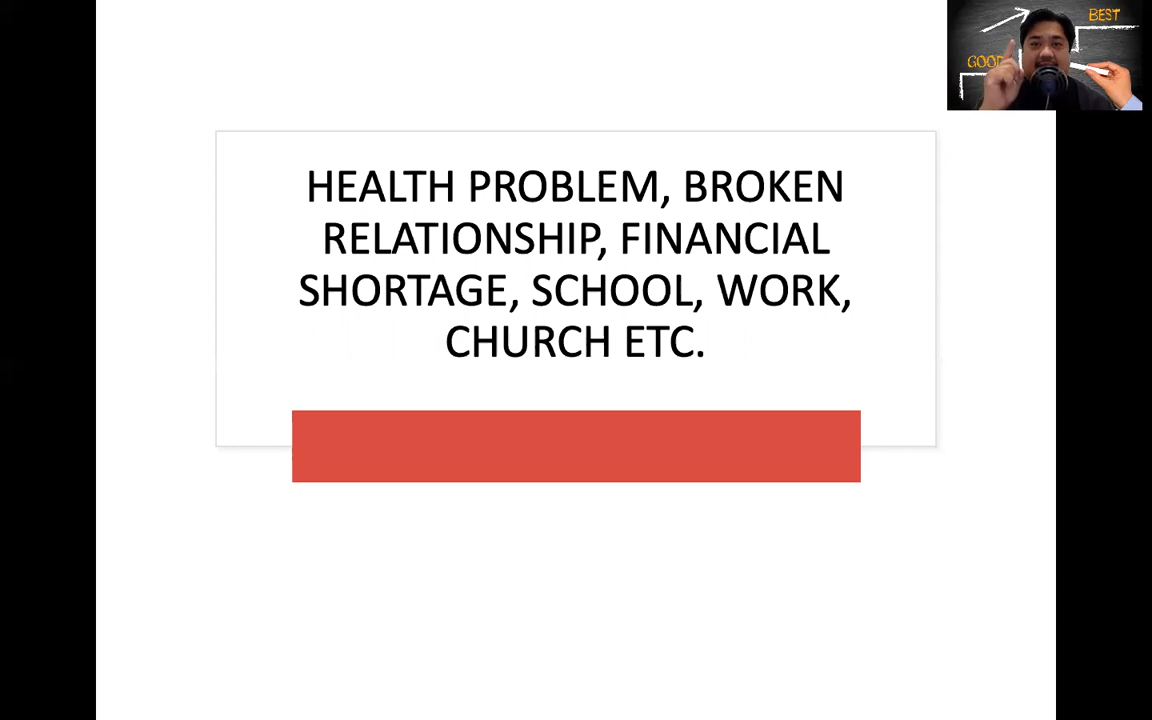 BEST
GOOD
HEALTH PROBLEM, BROKEN
RELATIONSHIP, FINANCIAL
SHORTAGE, SCHOOL, WORK,
CHURCH ETC.